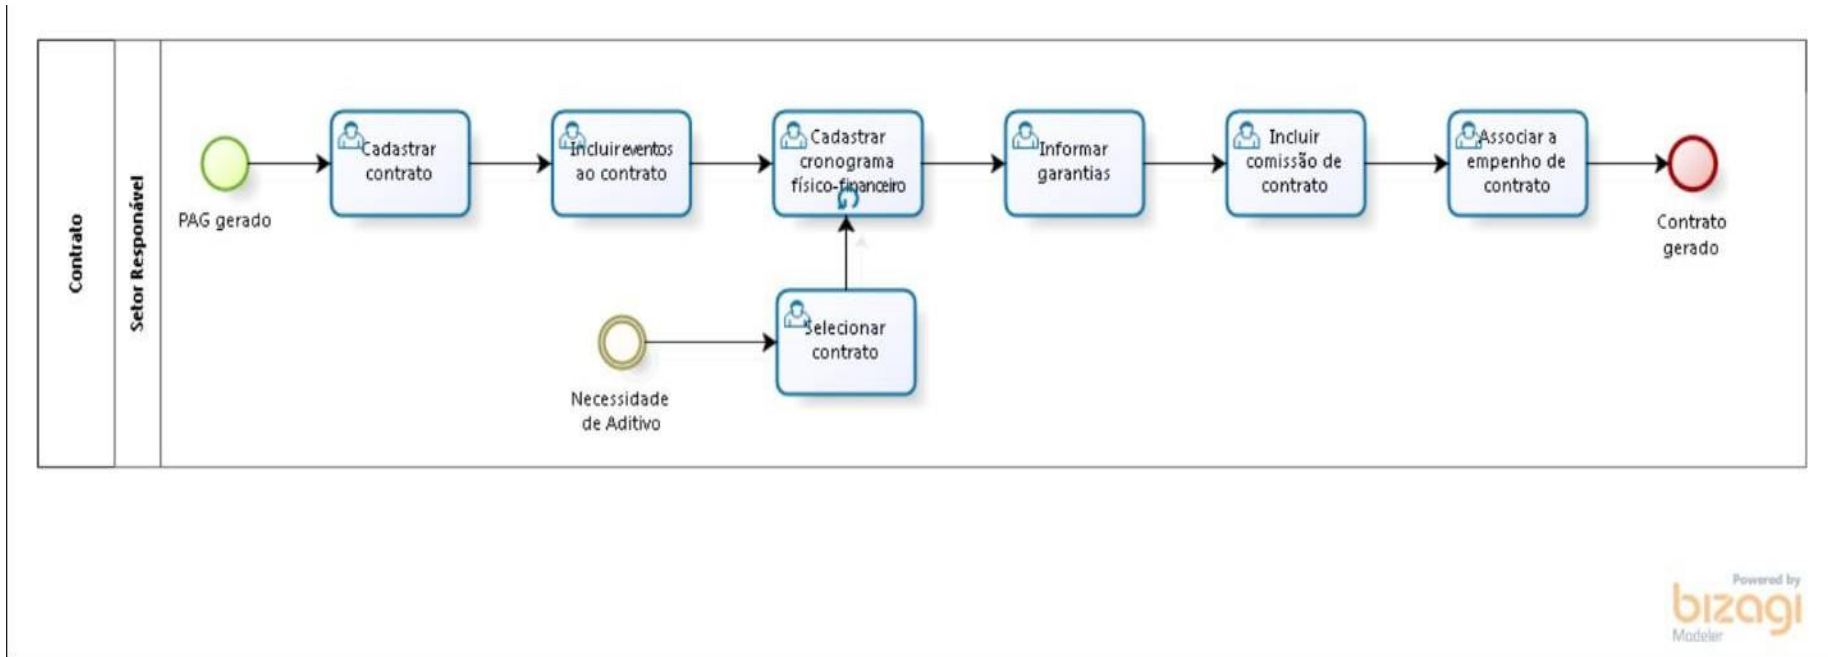 Contrato
Setor Responsável
PAG gerado
Cadastrar
contrato
Incluir eventos
ao contrato
Cadastrar
cronograma
físico-financeiro
Informar
garantias
Incluir
comissão de
contrato
Associar a
empenho de
contrato
Contrato
gerado
Necessidade
de Aditivo
Selecionar
contrato
Powered by
bizagi
Modeler